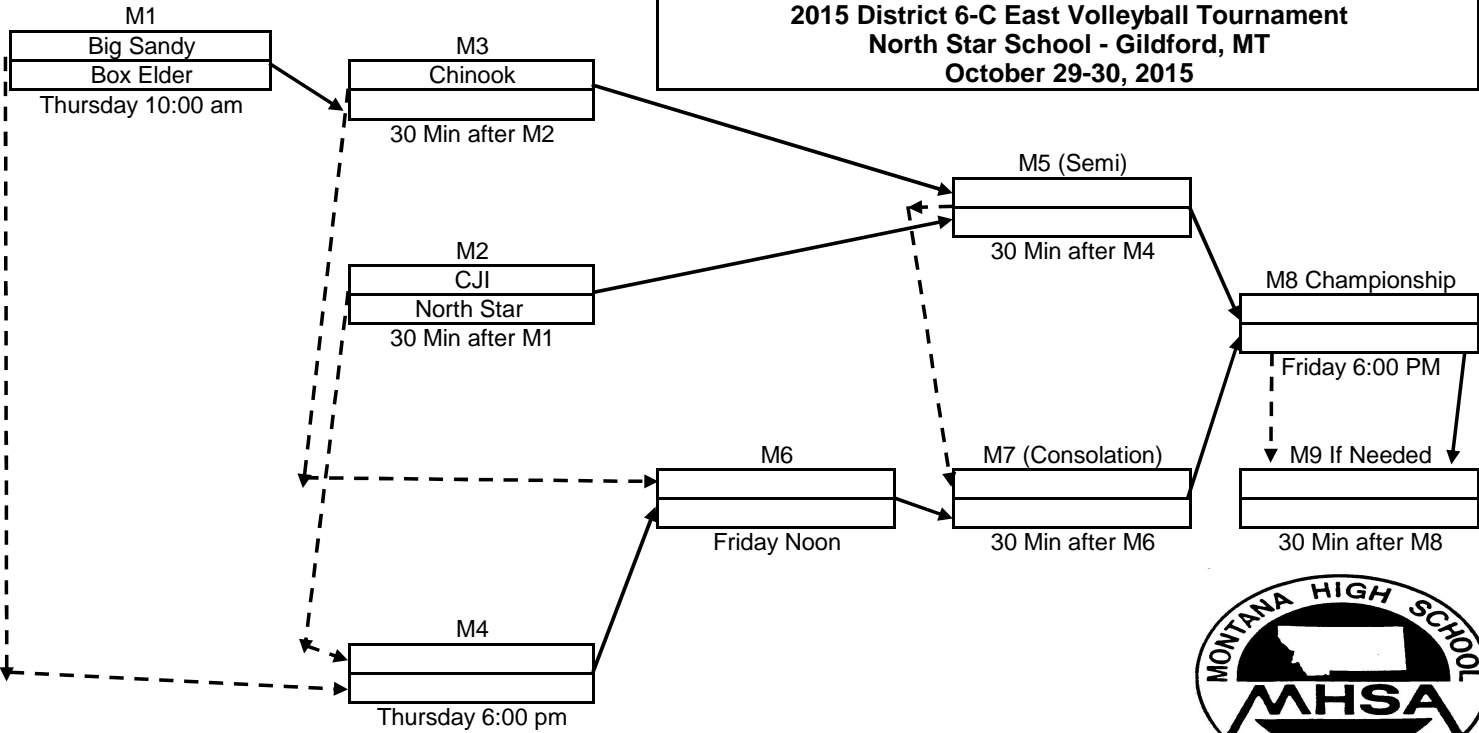 2015 District 6-C East Volleyball Tournament
North Star School - Gildford, MT
October 29-30, 2015
M1
Big Sandy
Box Elder
Thursday 10:00 am
M3
Chinook
30 Min after M2
M2
CJI
North Star
30 Min after M1
M5 (Semi)
30 Min after M4
M8 Championship
Friday 6:00 PM
M6
Friday Noon
M7 (Consolation)
30 Min after M6
M9 If Needed
30 Min after M8
M4
Thursday 6:00 pm
MONTANA HIGH SCHOOL
MHSA